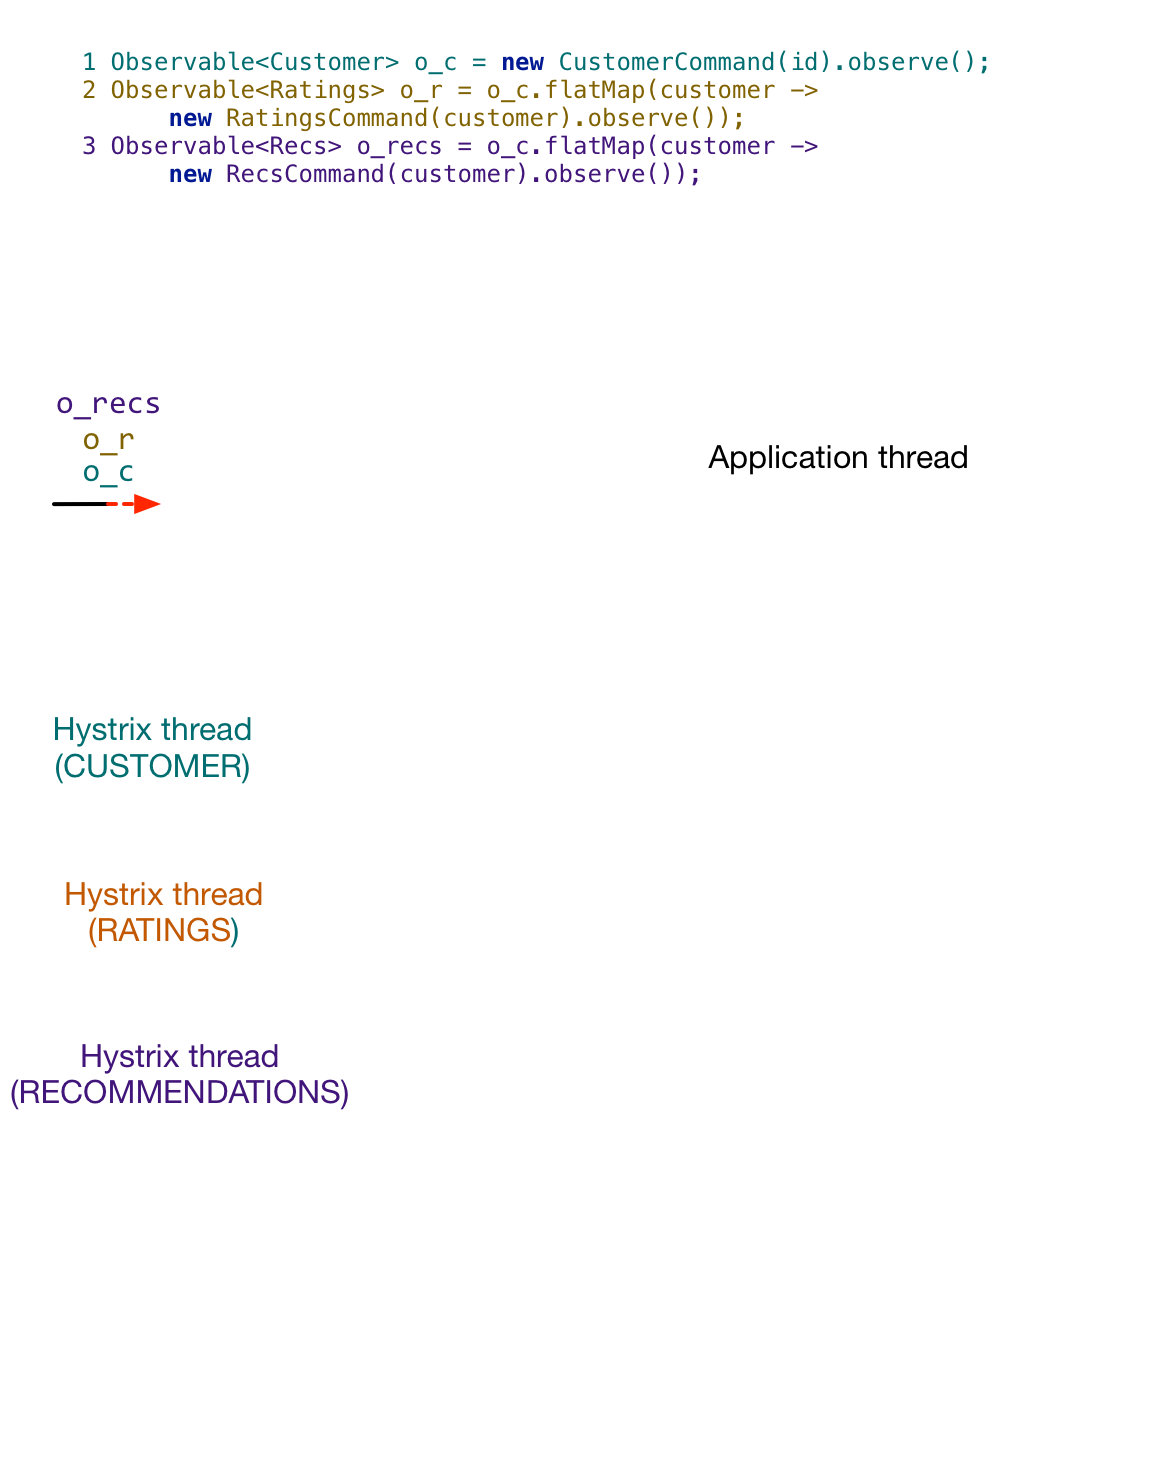 1 Observable<Customer> o_c = new CustomerCommand(id).observe();
2 Observable<Ratings> o_r = o_c.flatMap(customer ->
new RatingsCommand(customer).observe());
3 Observable<Recs> o_recs = o_c.flatMap(customer ->
new RecsCommand(customer).observe());
o_recs
o_r
o_c
Application thread
Hystrix thread
(CUSTOMER)
Hystrix thread
(RATINGS)
Hystrix thread
(RECOMMENDATIONS)